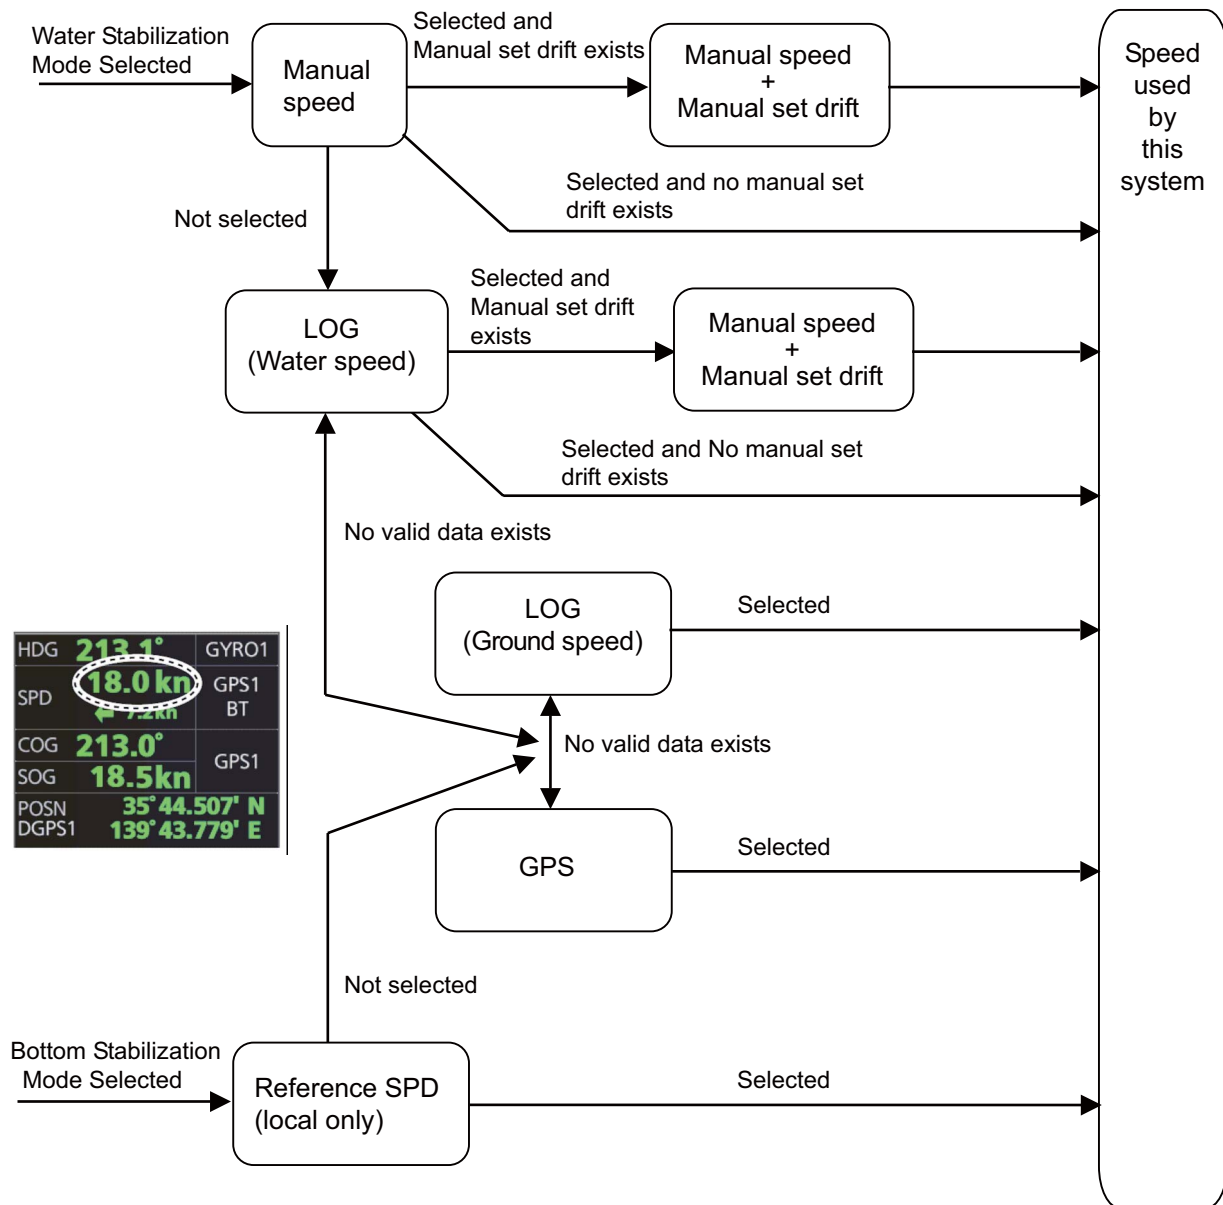 Water Stabilization
Mode Selected
Manual
speed
Selected and
Manual set drift exists
Manual speed
+
Manual set drift
Speed
used
by
this
system
Selected and no manual set
drift exists
Not selected
LOG
(Water speed)
Selected and
Manual set drift
exists
Manual speed
+
Manual set drift
Selected and No manual set
drift exists
No valid data exists
LOG
(Ground speed)
Selected
HDG 213.1° GYRO1
SPD 18.0 kn GPS1
7.2kn BT
COG 213.0° GPS1
SOG 18.5kn
POSN 35°44.507' N
DGPS1 139°43.779' E
No valid data exists
GPS
Selected
Not selected
Bottom Stabilization
Mode Selected
Reference SPD
(local only)
Selected